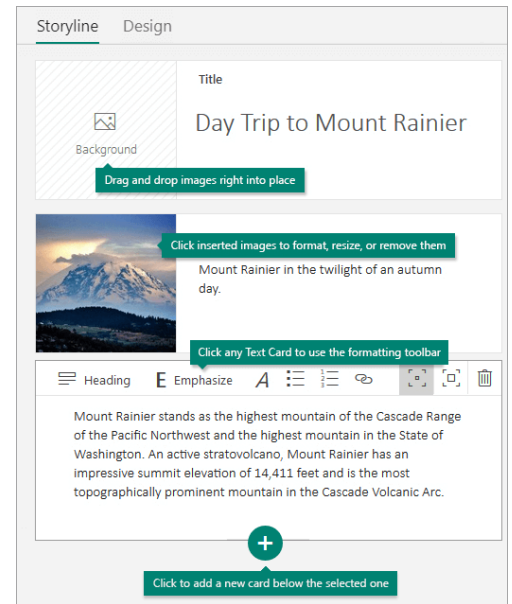 Storyline Design
Title
Day Trip to Mount Rainier
Background
Drag and drop images right into place
Click inserted images to format, resize, or remove them
Mount Rainier in the twilight of an autumn
day.
Click any Text Card to use the formatting toolbar
Heading E Emphasize A
Mount Rainier stands as the highest mountain of the Cascade Range
of the Pacific Northwest and the highest mountain in the State of
Washington. An active stratovolcano, Mount Rainier has an
impressive summit elevation of 14,411 feet and is the most
topographically prominent mountain in the Cascade Volcanic Arc.
+
Click to add a new card below the selected one